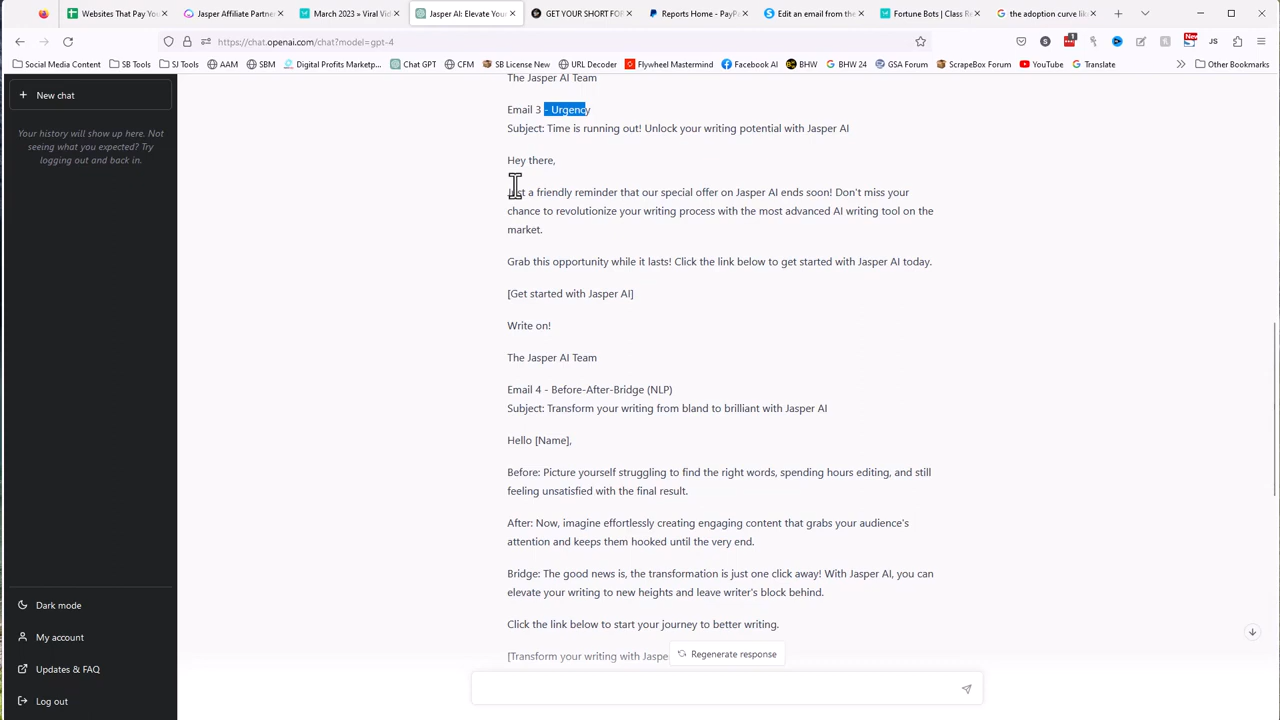 Websites That Pay You
Jasper Affiliate Partner
March 2023 » Viral Vid
Jasper AI: Elevate Your
GET YOUR SHORT FOR
Reports Home - PayPa
Edit an email from the
Fortune Bots | Class Re
the adoption curve lik
https://chat.openai.com/chat?model=gpt-4
1
New
JS
Social Media Content
SB Tools
SJ Tools
AAM
SBM
Digital Profits Marketp...
Chat GPT
CFM
SB License New
URL Decoder
Flywheel Mastermind
Facebook AI
BHW
BHW 24
GSA Forum
ScrapeBox Forum
YouTube
Translate
Other Bookmarks
New chat
Your history will show up here. Not
seeing what you expected? Try
logging out and back in.
Dark mode
My account
Updates & FAQ
Log out
The Jasper AI Team
Email 3 - Urgency
Subject: Time is running out! Unlock your writing potential with Jasper AI
Hey there,
Just a friendly reminder that our special offer on Jasper AI ends soon! Don't miss your
chance to revolutionize your writing process with the most advanced AI writing tool on the
market.
Grab this opportunity while it lasts! Click the link below to get started with Jasper AI today.
[Get started with Jasper AI]
Write on!
The Jasper AI Team
Email 4 - Before-After-Bridge (NLP)
Subject: Transform your writing from bland to brilliant with Jasper AI
Hello [Name],
Before: Picture yourself struggling to find the right words, spending hours editing, and still
feeling unsatisfied with the final result.
After: Now, imagine effortlessly creating engaging content that grabs your audience's
attention and keeps them hooked until the very end.
Bridge: The good news is, the transformation is just one click away! With Jasper AI, you can
elevate your writing to new heights and leave writer's block behind.
Click the link below to start your journey to better writing.
[Transform your writing with Jaspe
Regenerate response